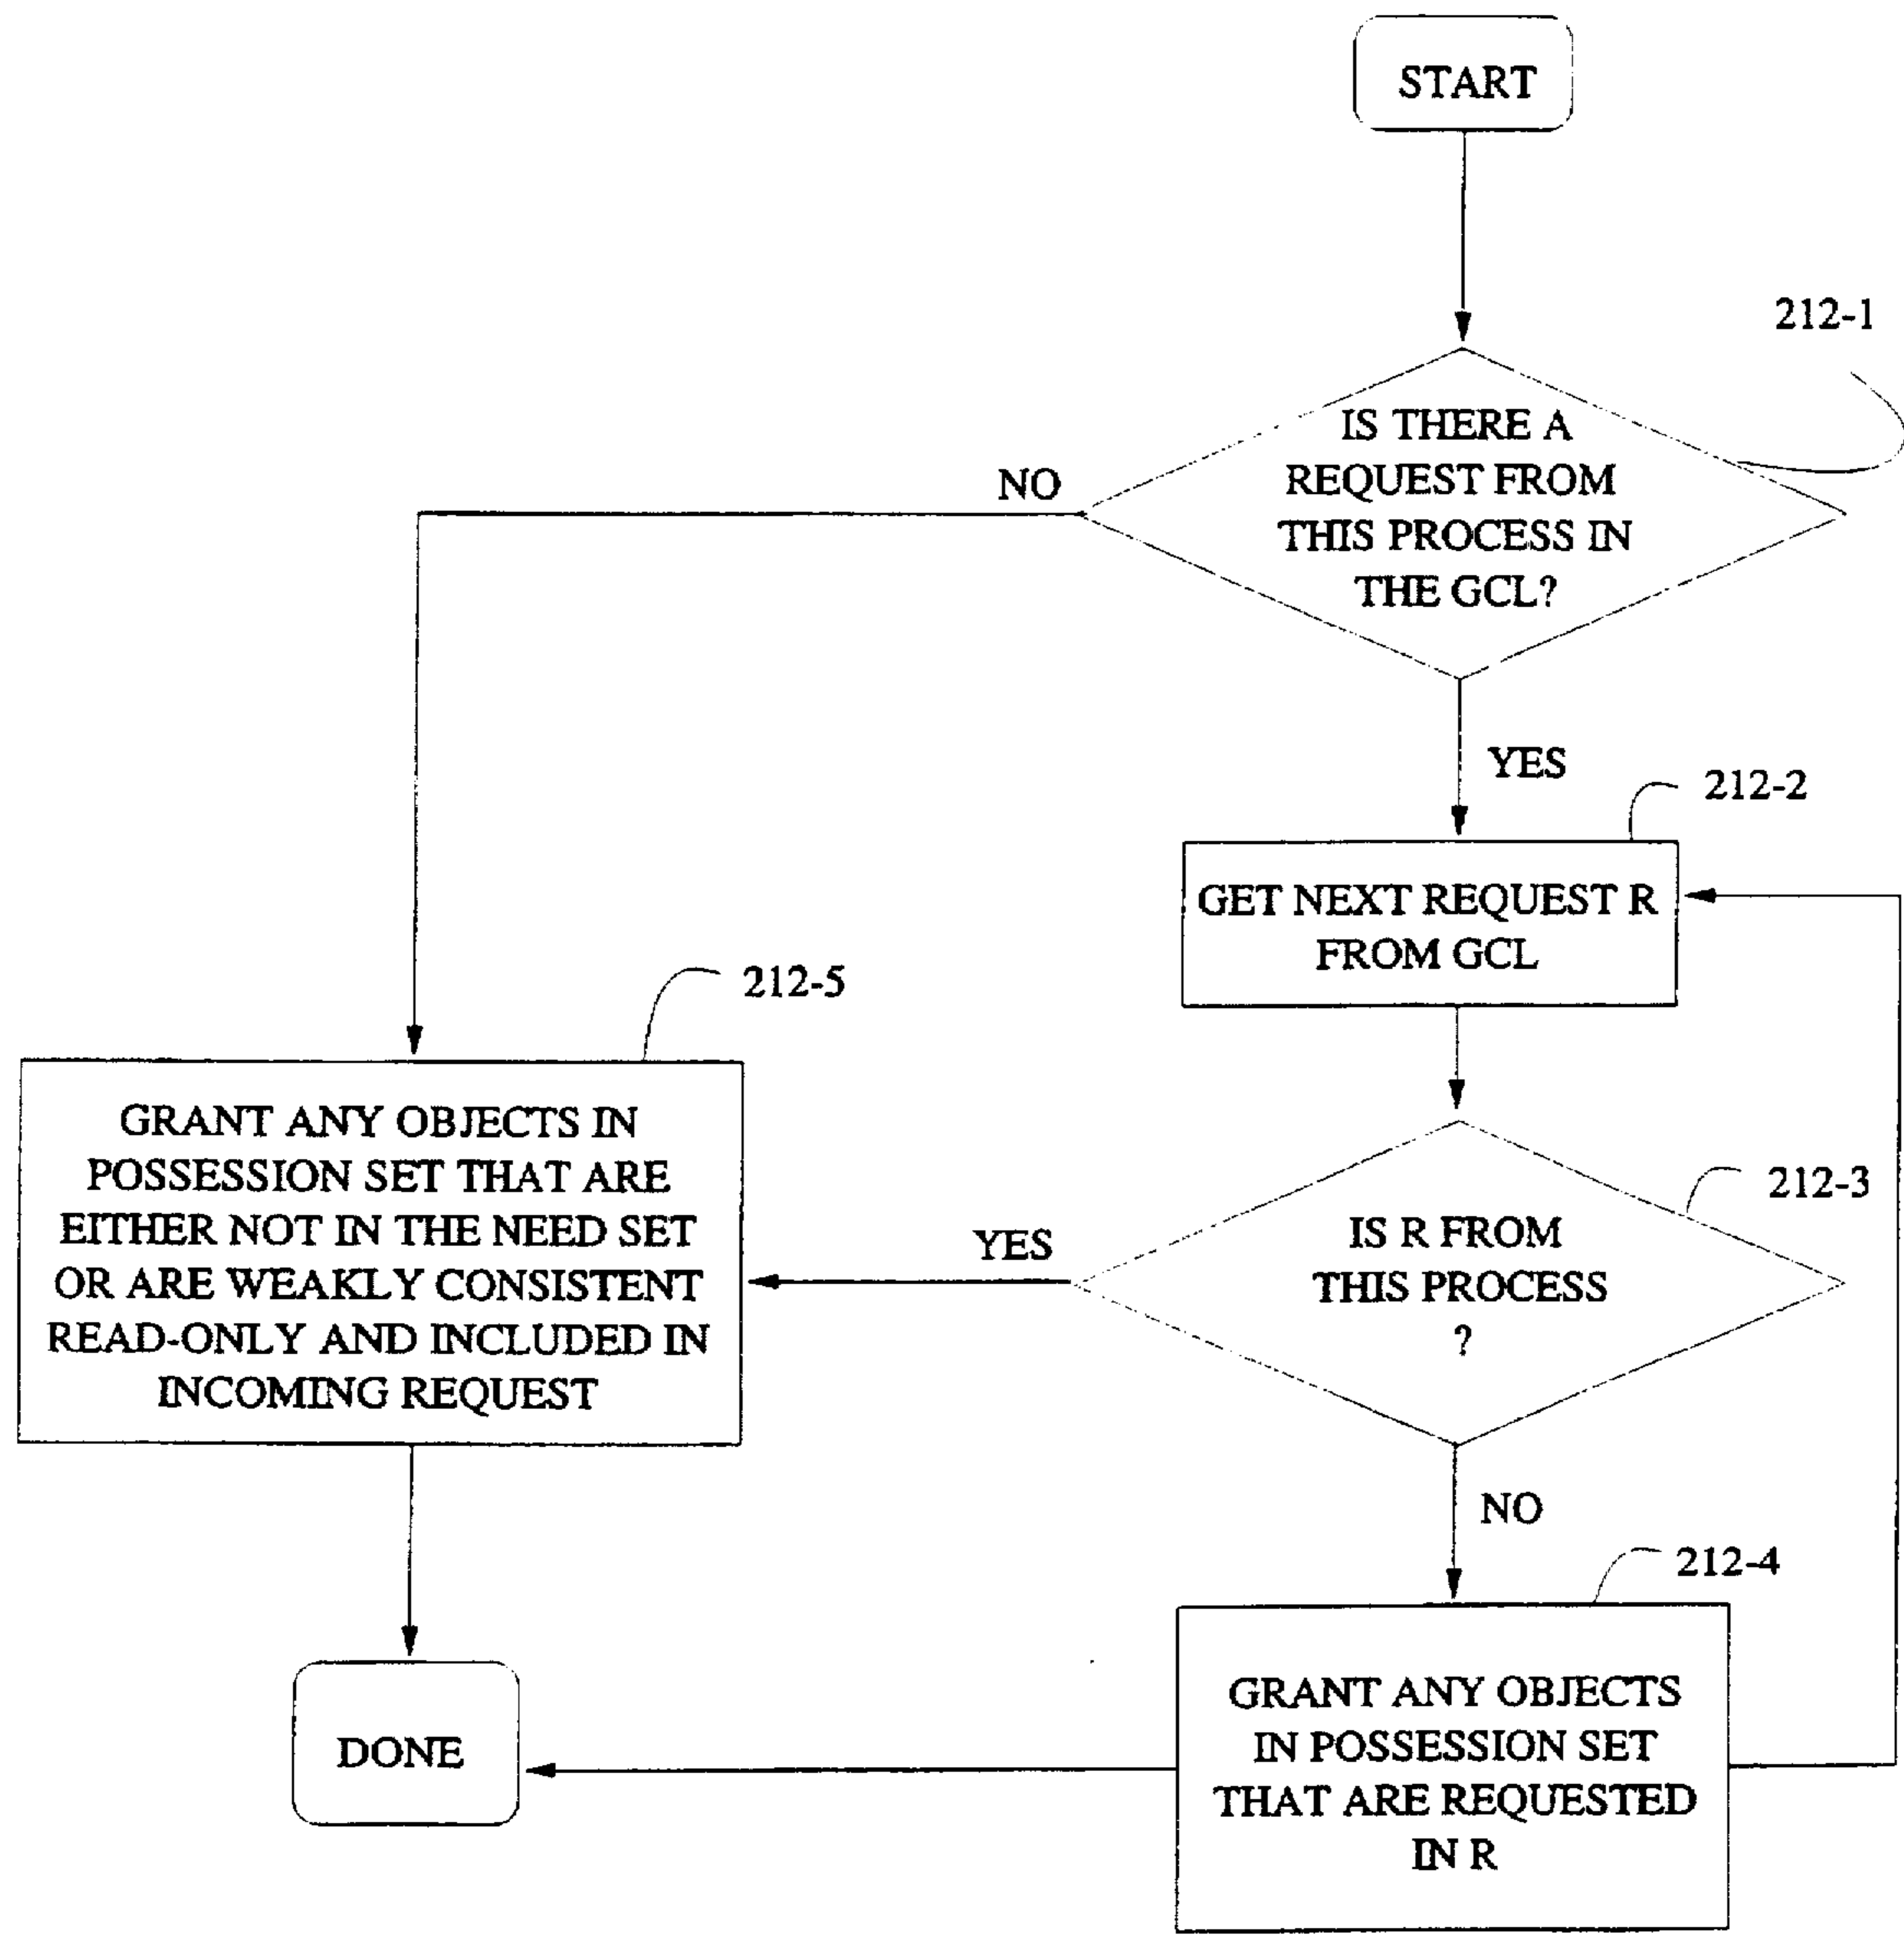 START
212-1
IS THERE A
REQUEST FROM
THIS PROCESS IN
THE GCL?
NO
YES
212-2
GET NEXT REQUEST R
FROM GCL
212-5
GRANT ANY OBJECTS IN
POSSESSION SET THAT ARE
EITHER NOT IN THE NEED SET
OR ARE WEAKLY CONSISTENT
READ-ONLY AND INCLUDED IN
INCOMING REQUEST
212-3
IS R FROM
THIS PROCESS
?
YES
NO
212-4
GRANT ANY OBJECTS
IN POSSESSION SET
THAT ARE REQUESTED
IN R
DONE